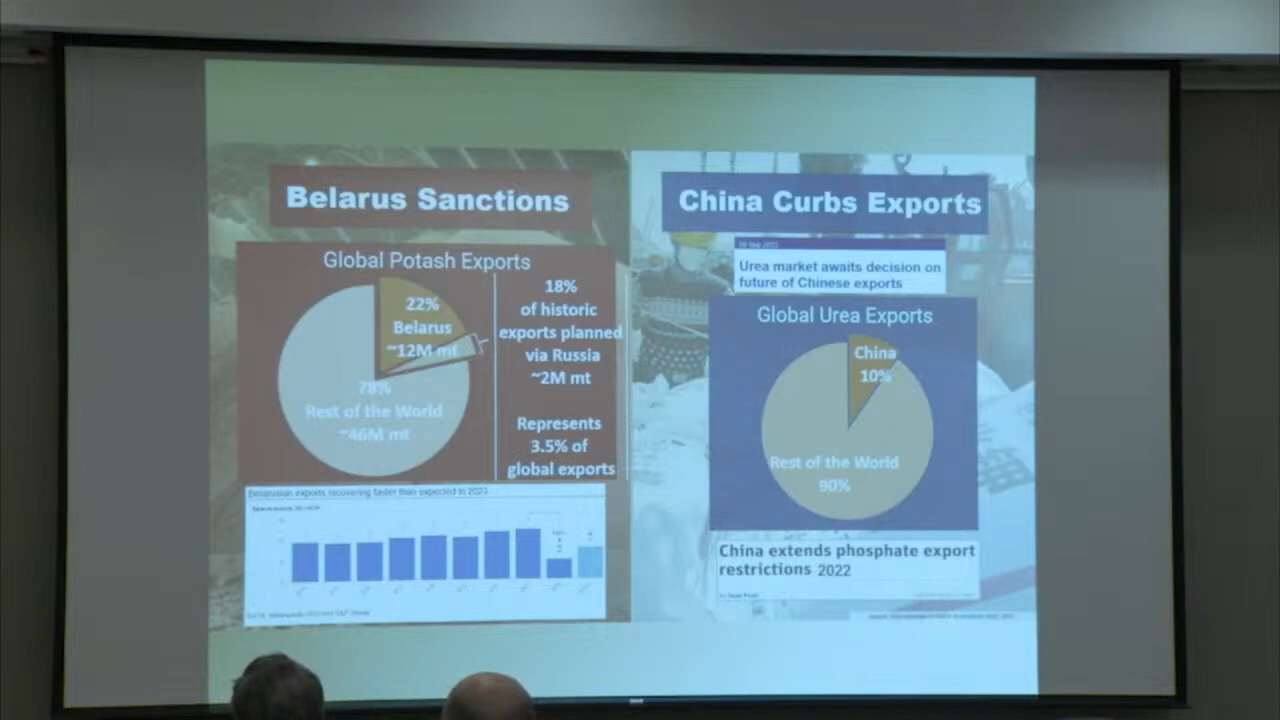 Belarus Sanctions
Global Potash Exports
22%
Belarus
~12M mt
78%
Rest of the World
~46M mt
18%
of historic
exports planned
via Russia
~2M mt
Represents
3.5% of
global exports
Belarusian exports recovering faster than expected in 2023
China Curbs Exports
Urea market awaits decision on
future of Chinese exports
Global Urea Exports
China
10%
Rest of the World
90%
China extends phosphate export
restrictions 2022